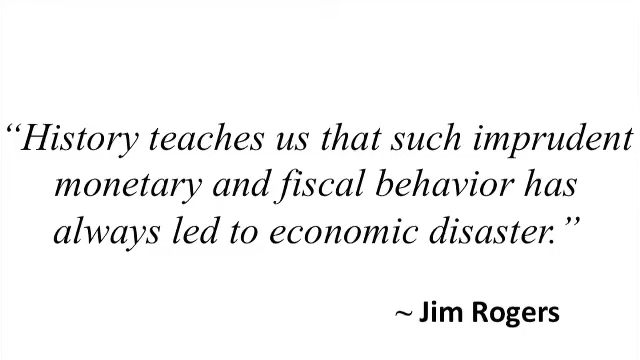 “History teaches us that such imprudent
monetary and fiscal behavior has
always led to economic disaster.”
~ Jim Rogers